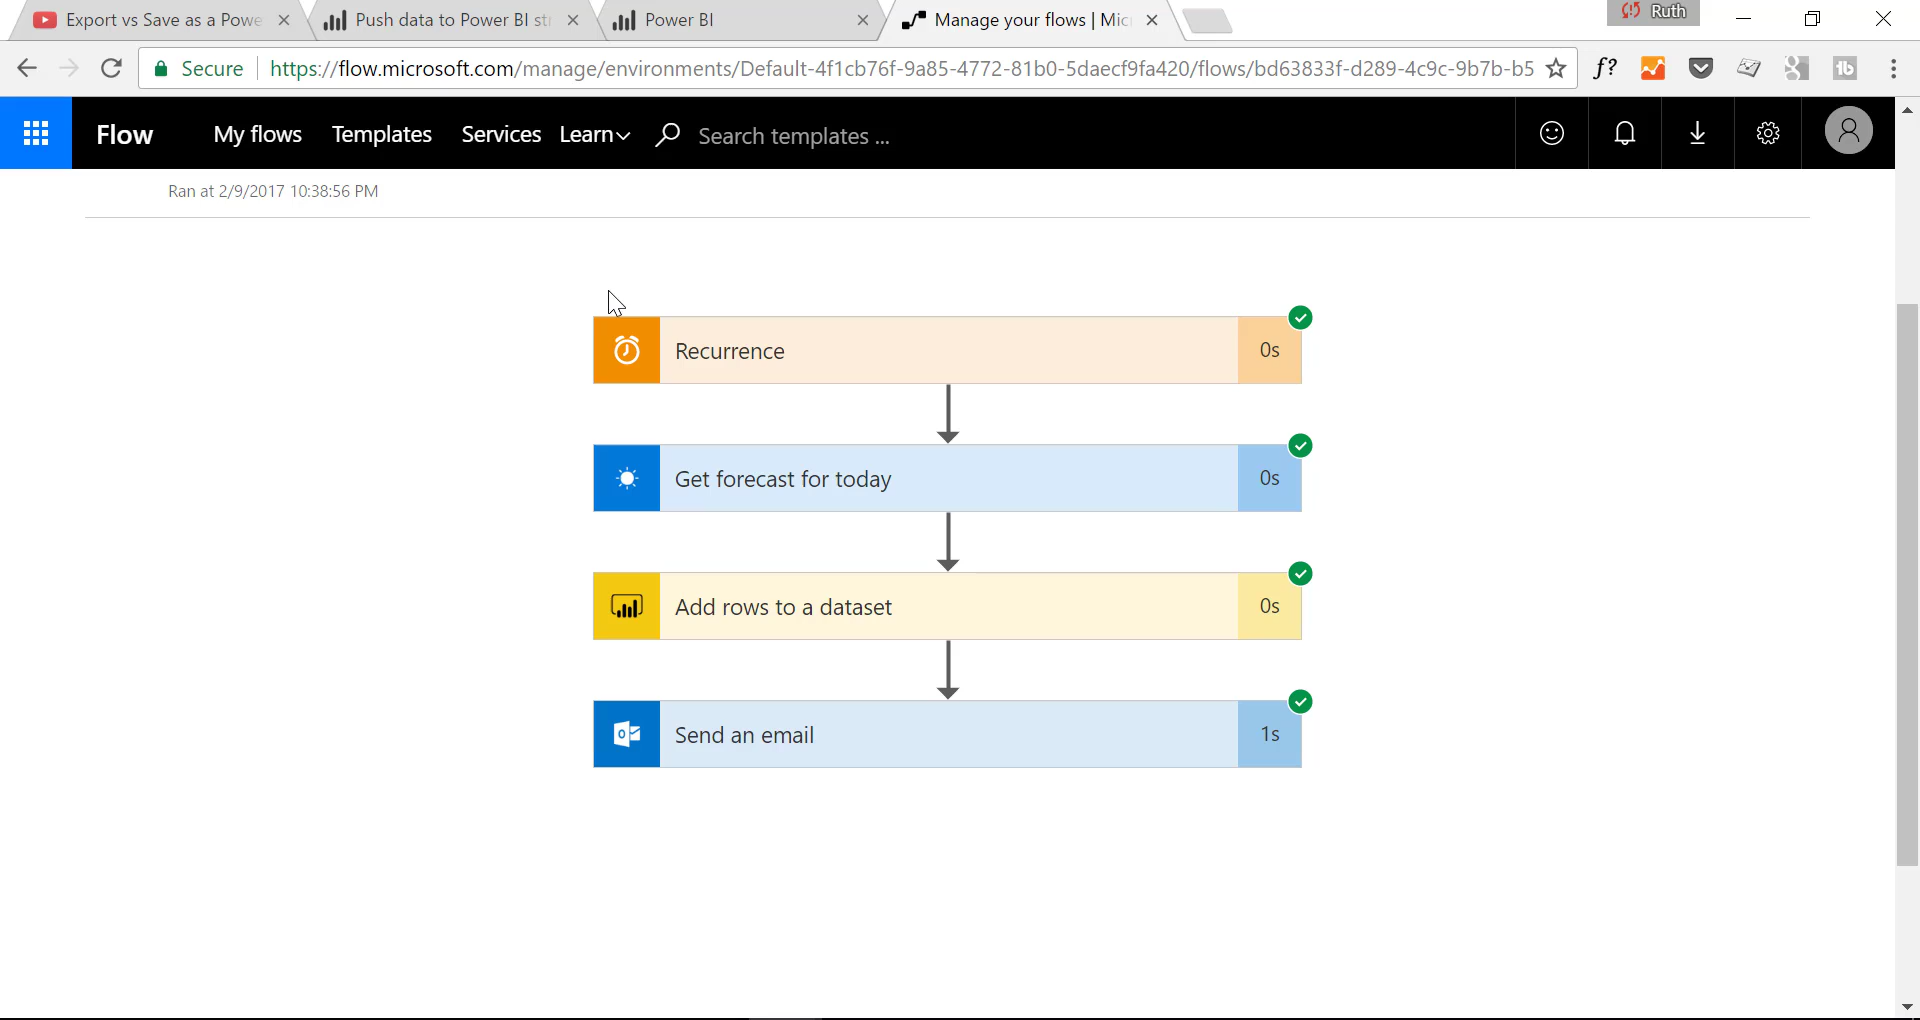 Export vs Save as a Powe
Push data to Power BI str
Power BI
Manage your flows | Mic
Ruth
Secure
https://flow.microsoft.com/manage/environments/Default-4f1cb76f-9a85-4772-81b0-5daecf9fa420/flows/bd63833f-d289-4c9c-9b7b-b5
f?
Flow
My flows
Templates
Services
Learn
Search templates ...
Ran at 2/9/2017 10:38:56 PM
Recurrence
0s
Get forecast for today
0s
Add rows to a dataset
0s
Send an email
1s